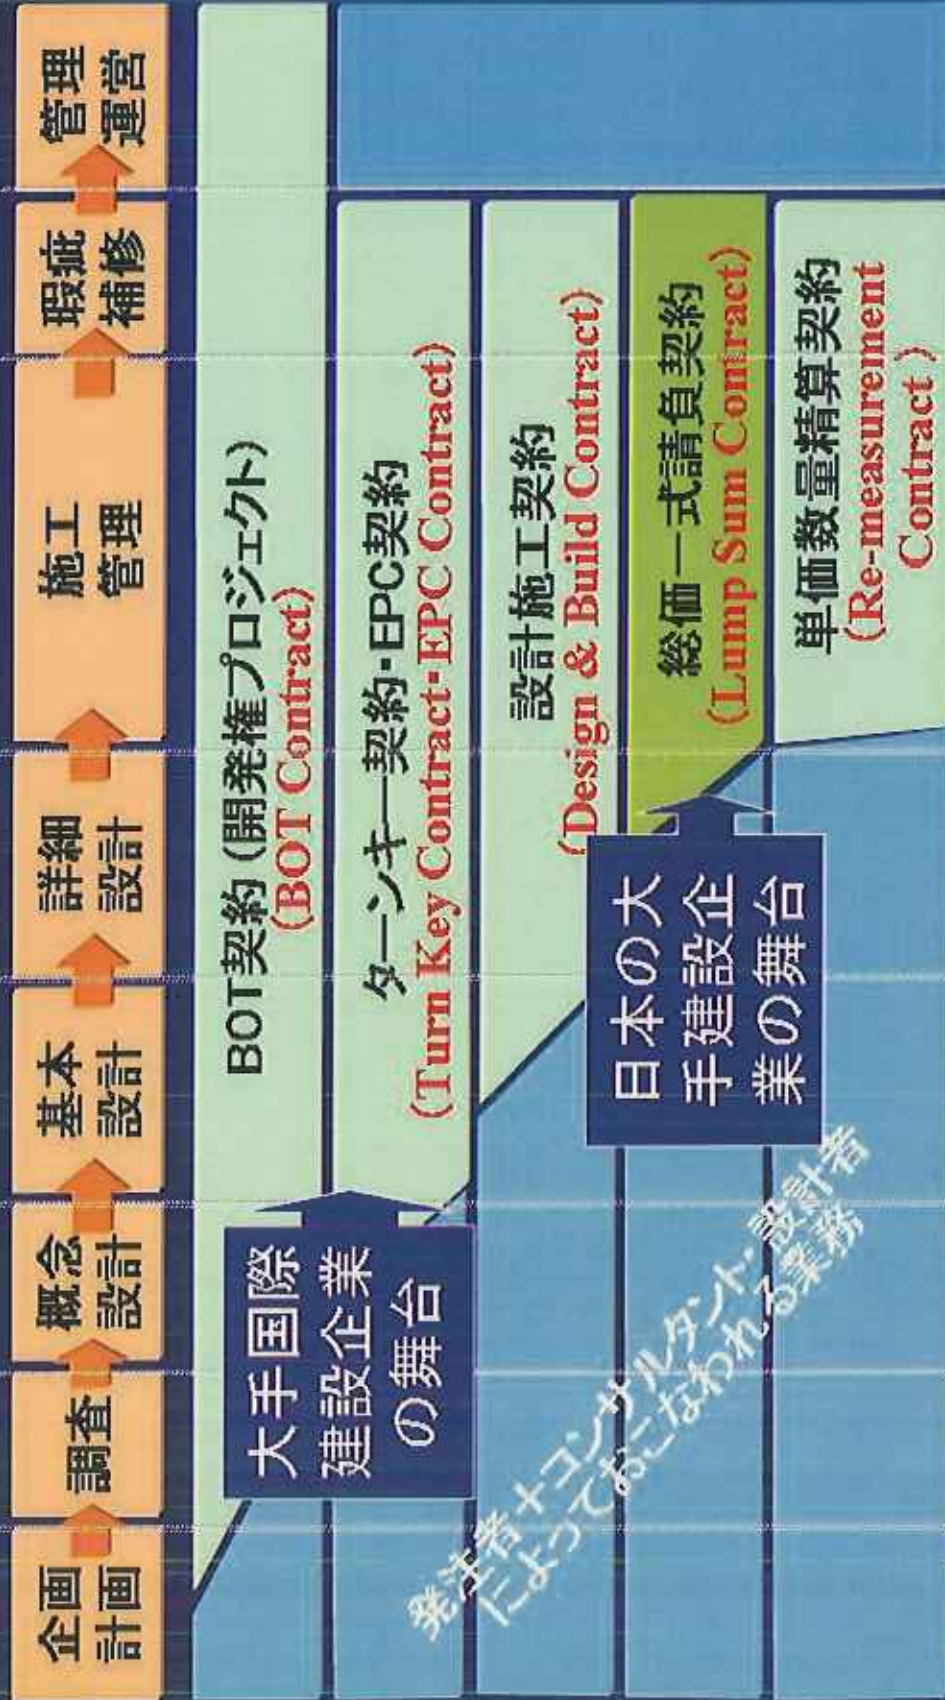 企画
計画
調査
概念
設計
基本
設計
詳細
設計
施工
管理
瑕疵
補修
管理
運営
BOT契約（開発権プロジェクト）
（BOT Contract）
ターンキー契約・EPC契約
（Turn Key Contract・EPC Contract）
大手国際
建設企業
の舞台
設計施工契約
（Design & Build Contract）
総価一式請負契約
（Lump Sum Contract）
日本の大
手建設企
業の舞台
単価数量精算契約
（Re-measurement
Contract）
発注者＋コンサルタント・設計者
によっておこなわれる業務